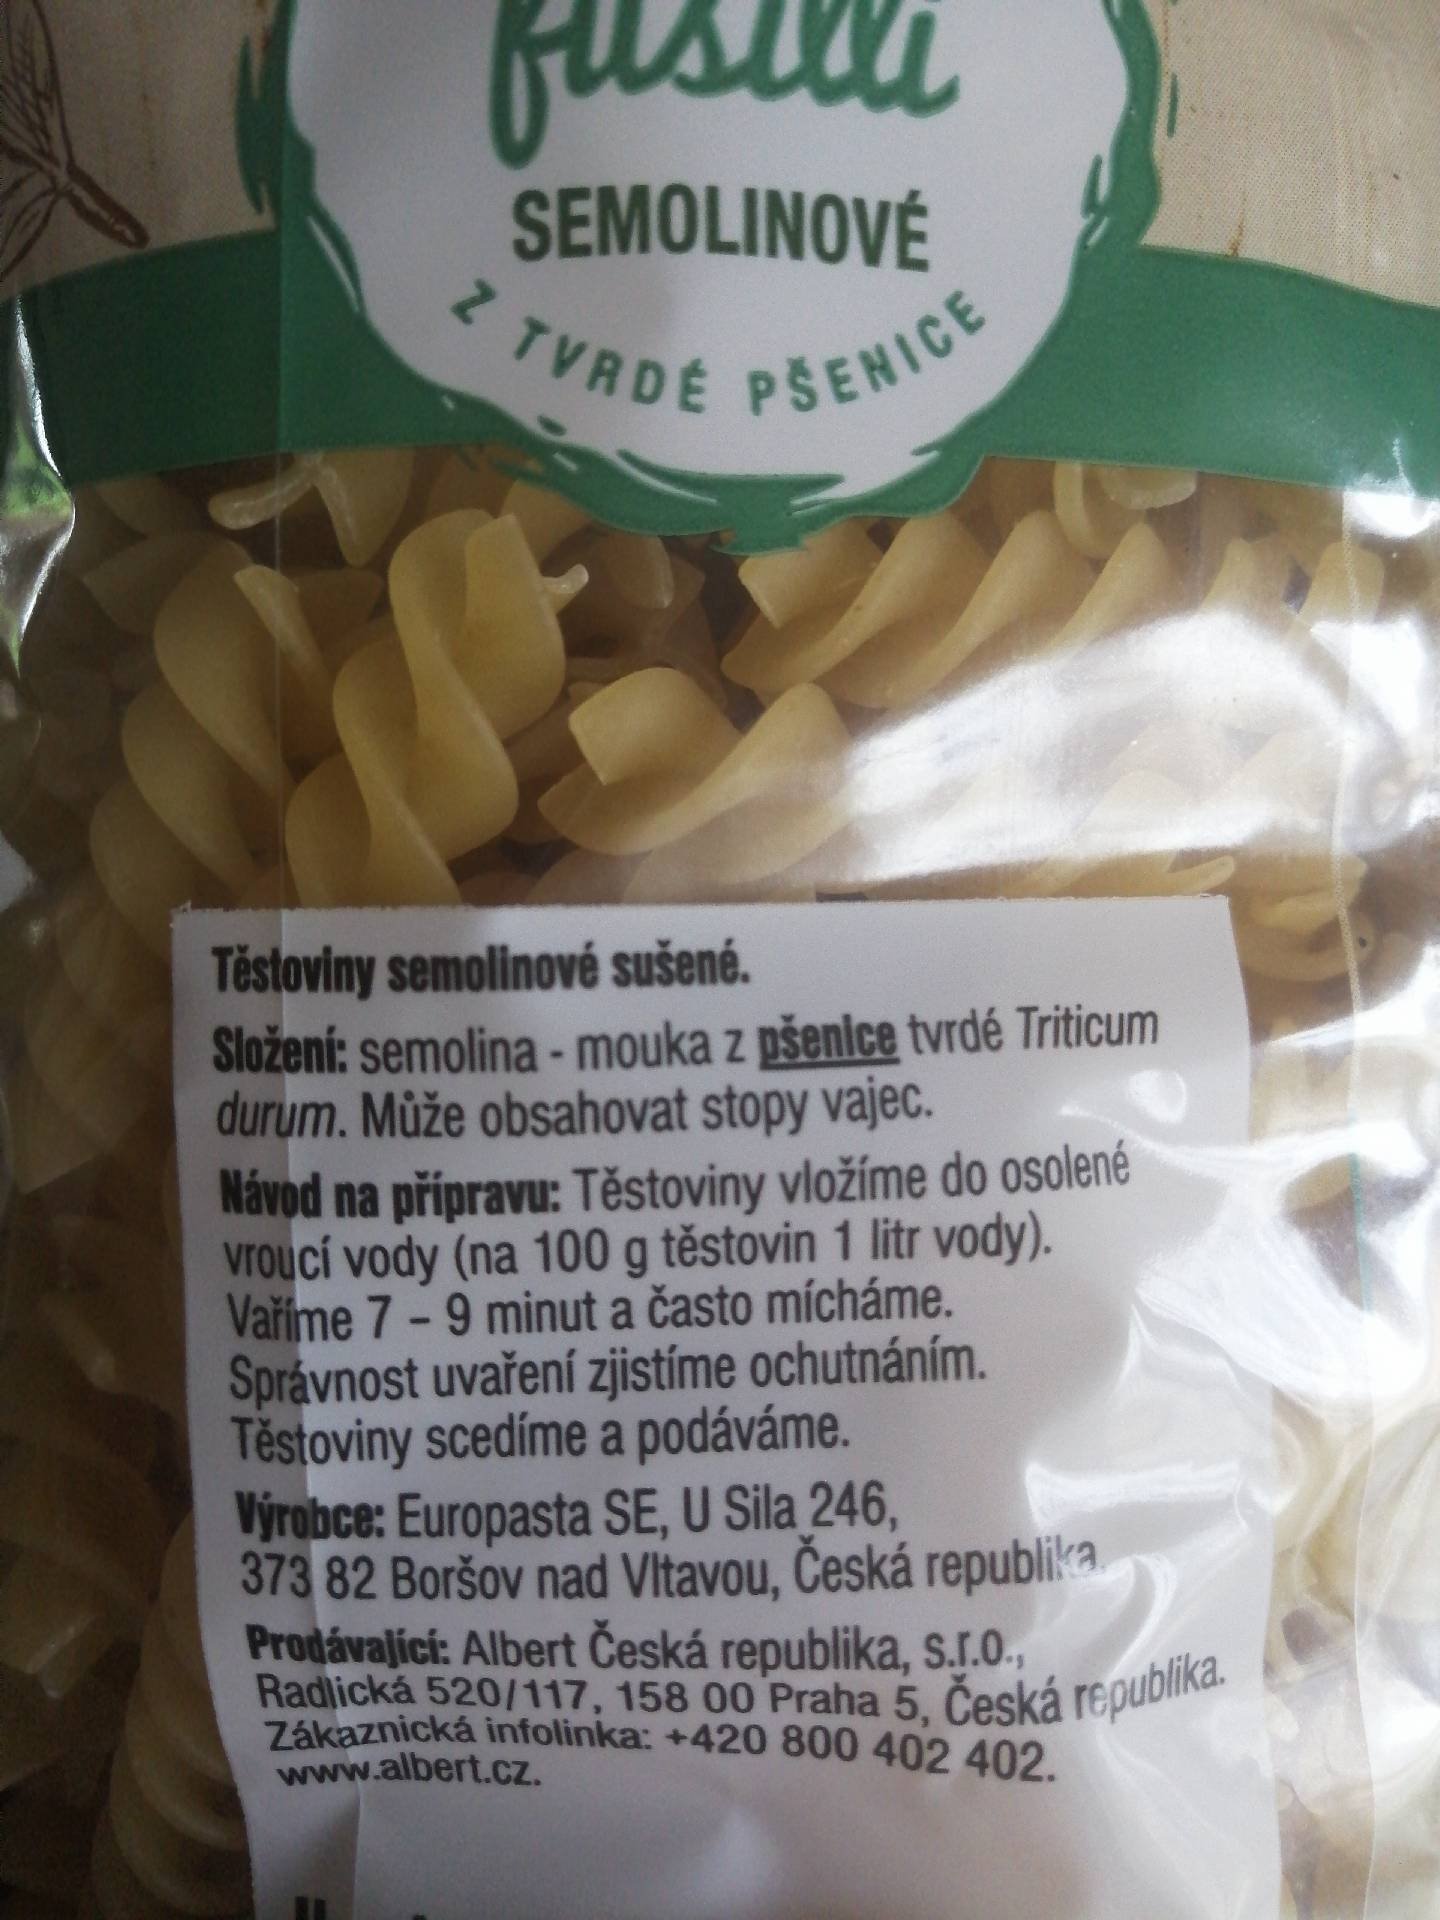 fusilli
SEMOLINOVÉ
Z TVRDÉ PŠENICE
Těstoviny semolinové sušené.
Složení: semolina - mouka z pšenice tvrdé Triticum
durum. Může obsahovat stopy vajec.
Návod na přípravu: Těstoviny vložíme do osolené
vroucí vody (na 100 g těstovin 1 litr vody).
Vaříme 7 – 9 minut a často mícháme.
Správnost uvaření zjistíme ochutnáním.
Těstoviny scedíme a podáváme.
Výrobce: Europasta SE, U Sila 246,
373 82 Boršov nad Vltavou, Česká republika.
Prodávající: Albert Česká republika, s.r.o.,
Radlická 520/117, 158 00 Praha 5, Česká republika.
Zákaznická infolinka: +420 800 402 402.
www.albert.cz.